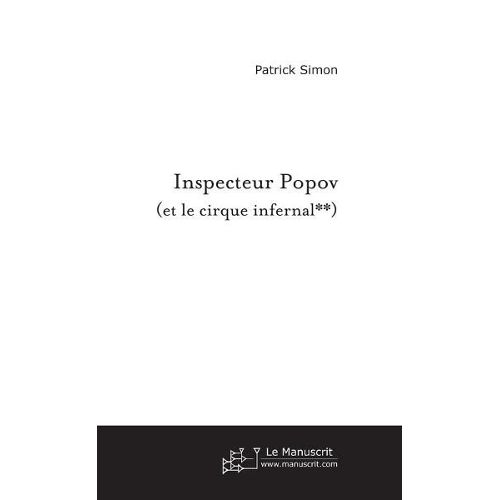 Patrick Simon
Inspecteur Popov
(et le cirque infernal**)
Le Manuscrit
www.manuscrit.com